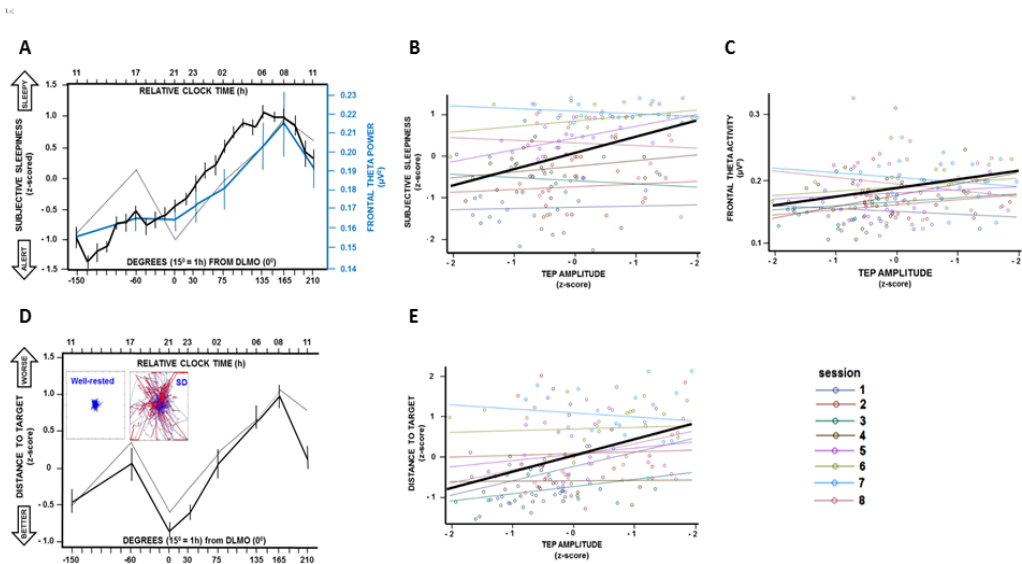 A
11 17 21 23 02 06 08 11
RELATIVE CLOCK TIME (h)
SLEEPY
SUBJECTIVE SLEEPINESS
(z-scored)
ALERT
1.5
1.0
0.5
0.0
-0.5
-1.0
-1.5
0.23
0.22
0.21
0.20
0.19
0.18
0.17
0.16
0.15
0.14
FRONTAL THETA POWER
(μV²)
DEGREES (15⁰ = 1h) FROM DLMO (0⁰)
-150 -60 0 30 75 135 165 210
B
SUBJECTIVE SLEEPINESS
(z-score)
1
0
-1
-2
-2 -1 -0 -1 -2
TEP AMPLITUDE
(z-score)
C
FRONTAL THETA ACTIVITY
(μV²)
0.3
0.2
0.1
-2 -1 -0 -1 -2
TEP AMPLITUDE
(z-score)
D
11 17 21 23 02 06 08 11
RELATIVE CLOCK TIME (h)
WORSE
DISTANCE TO TARGET
(z-score)
BETTER
1.5
1.0
0.5
0
-0.5
-1.0
Well-rested
SD
DEGREES (15⁰ = 1h) from DLMO (0⁰)
-150 -60 0 30 75 135 165 210
E
DISTANCE TO TARGET
(z-score)
2
1
0
-1
-2 -1 -0 -1 -2
TEP AMPLITUDE
(z-score)
session
1
2
3
4
5
6
7
8